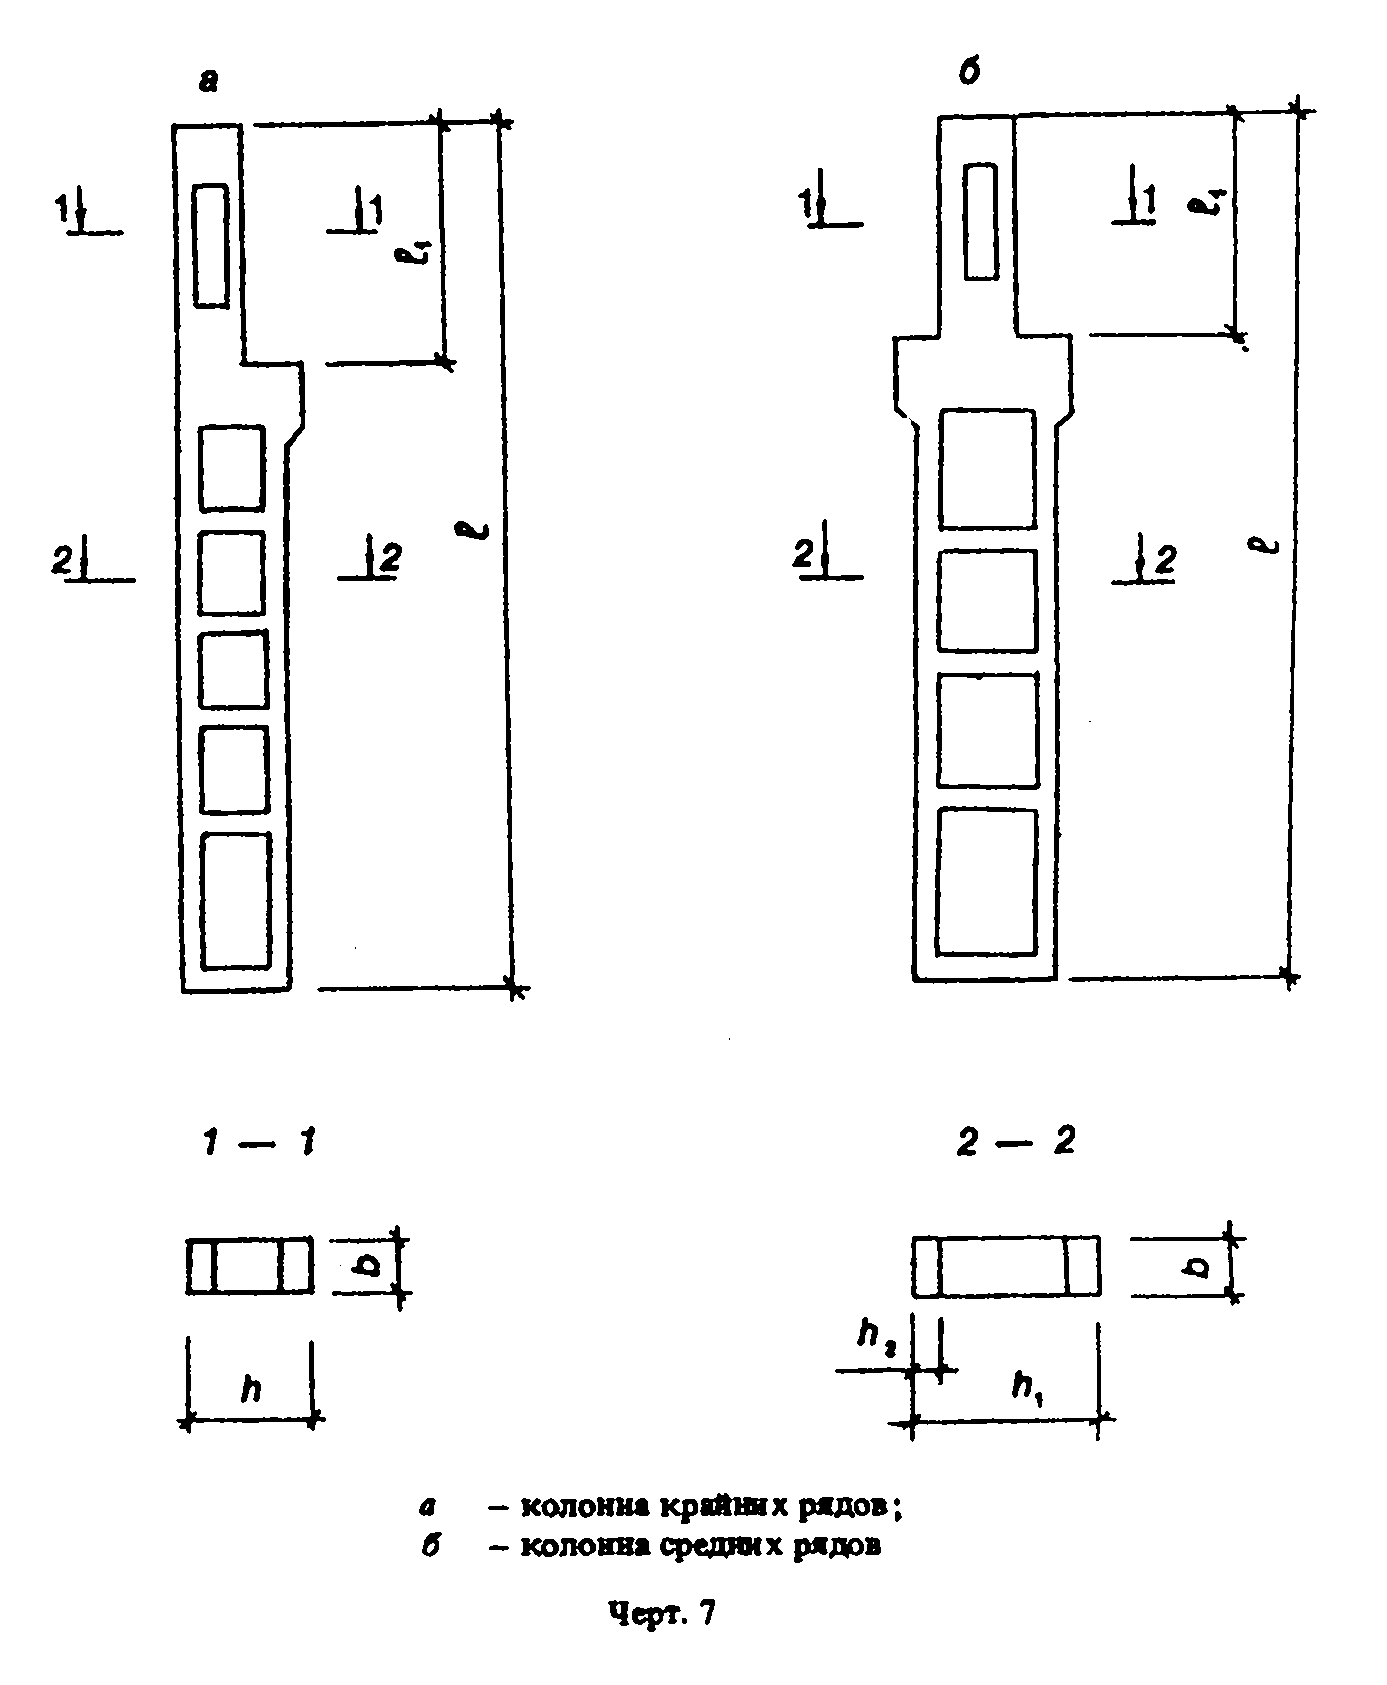 а
б
1 1
ℓ₁
ℓ
2 2
1 1
ℓ₁
ℓ
2 2
1 — 1
2 — 2
b
h
b
h₂
h₁
а – колонна крайних рядов;
б – колонна средних рядов
Черт. 7